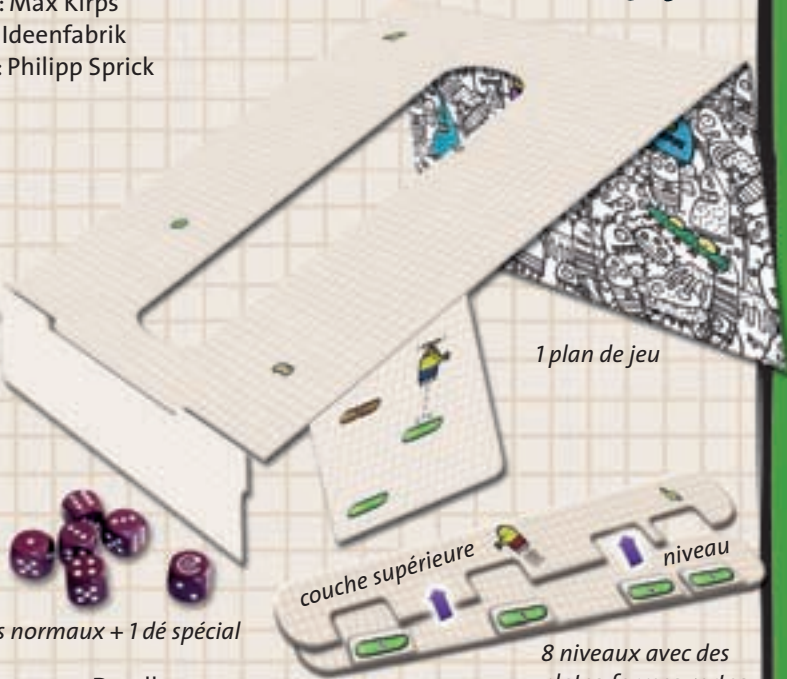 : Max Kirps
Ideenfabrik
: Philipp Sprick
1 plan de jeu
couche supérieure
niveau
s normaux + 1 dé spécial
8 niveaux avec des